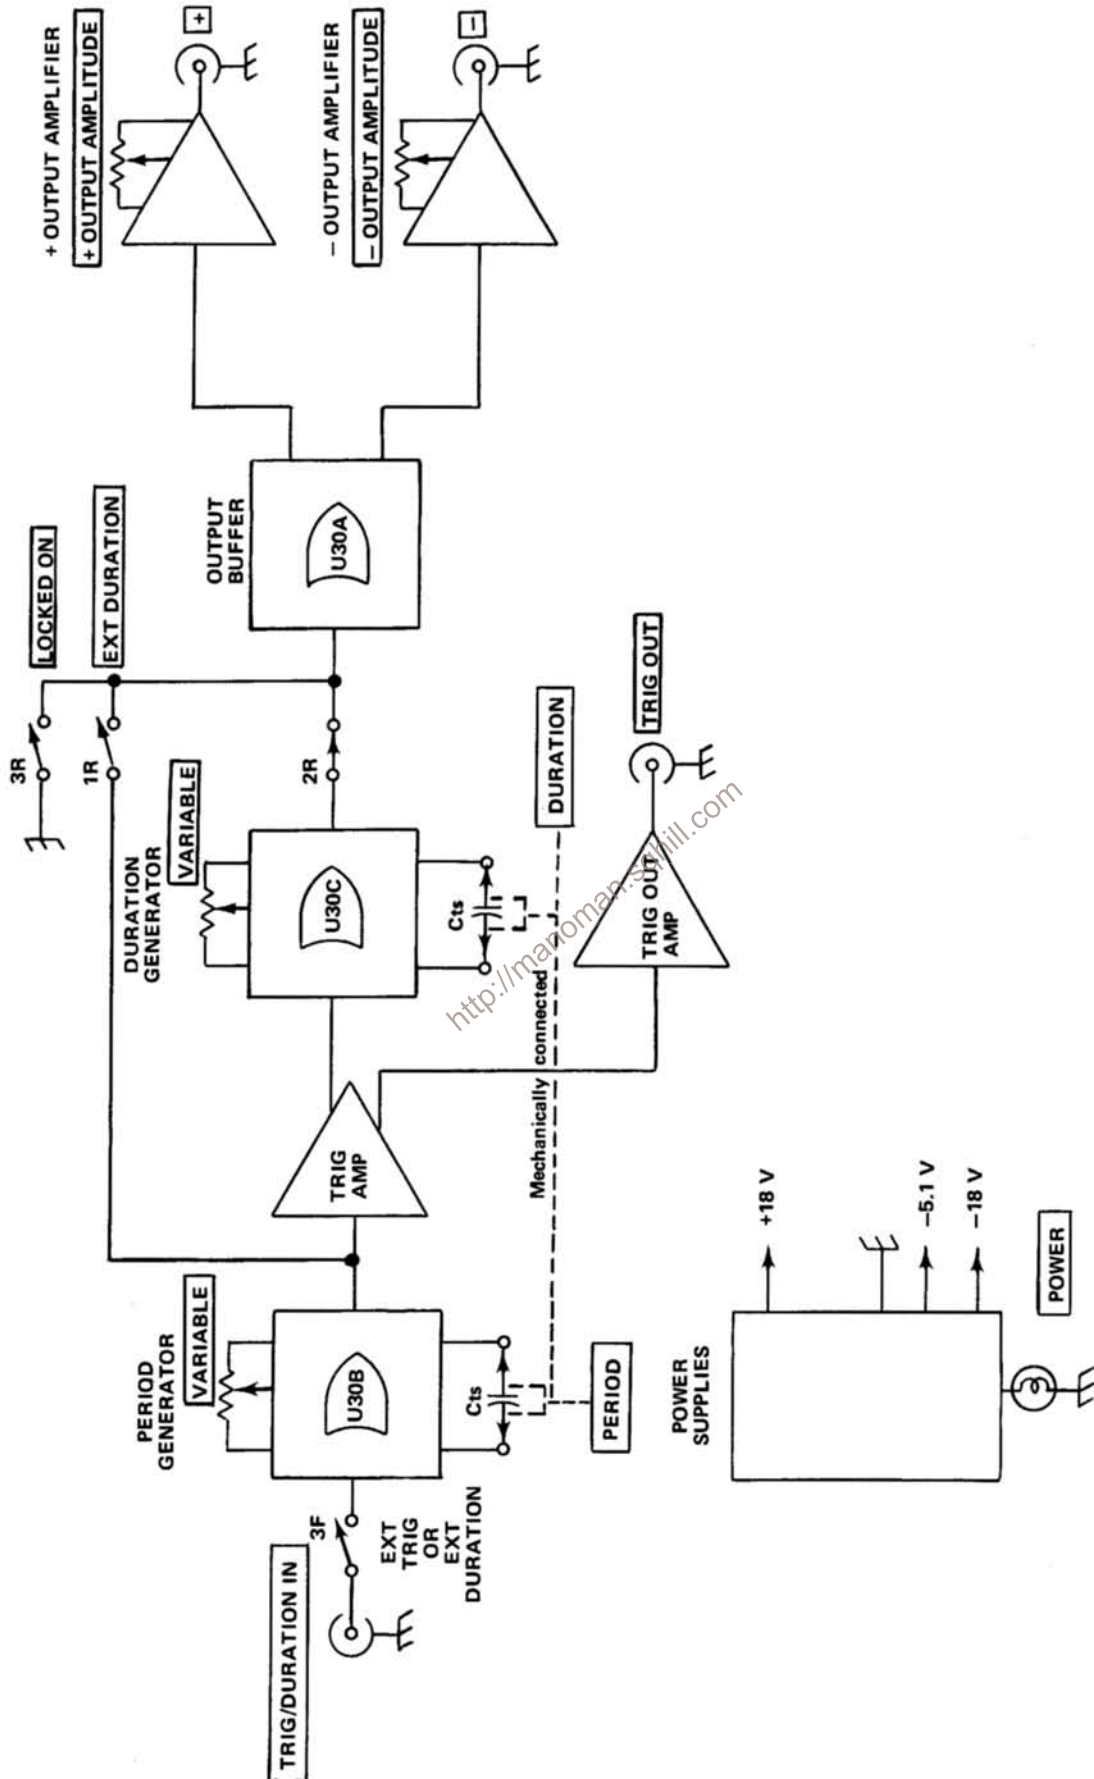 TRIG/DURATION IN
3F
EXT
TRIG
OR
EXT
DURATION
PERIOD
GENERATOR
VARIABLE
U30B
Cts
PERIOD
TRIG
AMP
Mechanically connected
DURATION
GENERATOR
VARIABLE
U30C
Cts
DURATION
3R
LOCKED ON
1R
EXT DURATION
2R
OUTPUT
BUFFER
U30A
TRIG OUT
AMP
TRIG OUT
+ OUTPUT AMPLIFIER
+ OUTPUT AMPLITUDE
+
− OUTPUT AMPLIFIER
− OUTPUT AMPLITUDE
−
POWER
SUPPLIES
+18 V
−5.1 V
−18 V
POWER
http://manoman.sqhill.com